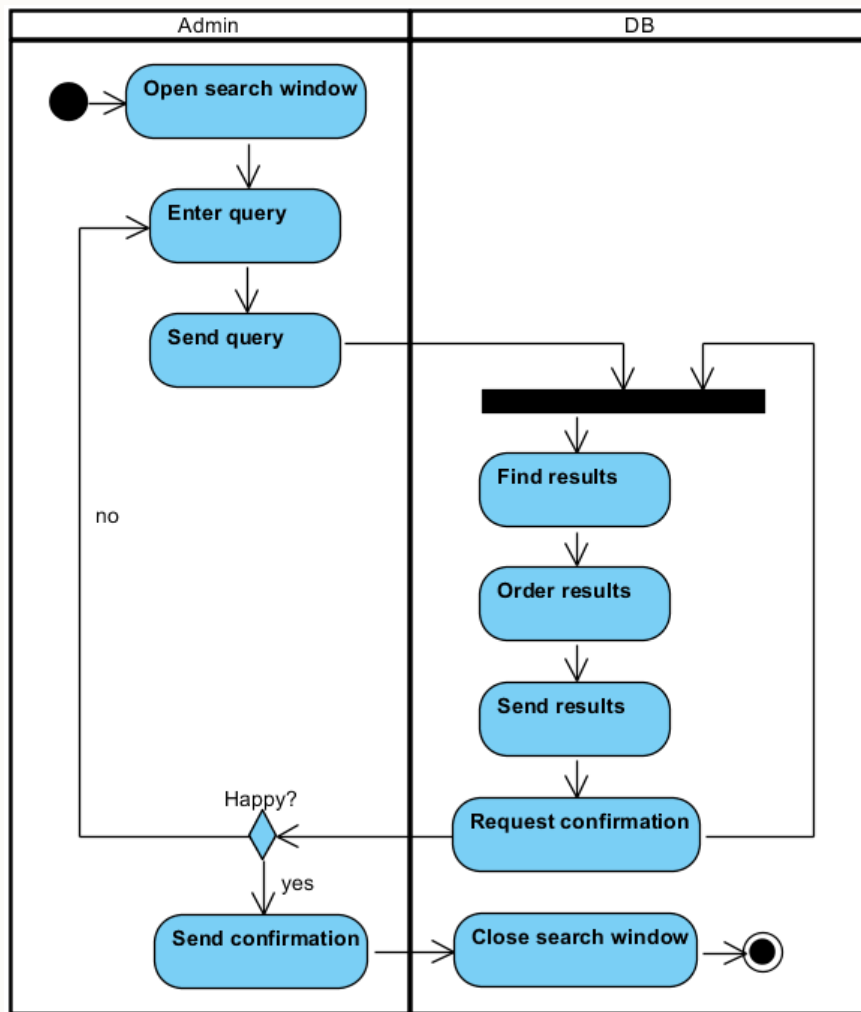 Admin
DB
Open search window
Enter query
Send query
Find results
no
Order results
Send results
Happy?
Request confirmation
yes
Send confirmation
Close search window